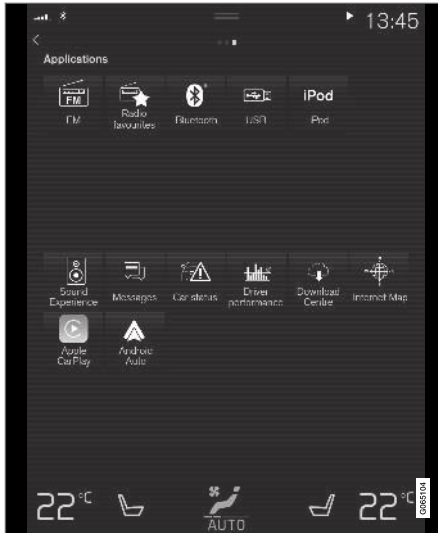 13:45
Applications
FM
iPod
FM
Radio
favourites
Bluetooth
USB
iPod
Sound
Experience
Messages
Car status
Driver
performance
Download
Centre
Internet Map
Apple
CarPlay
Android
Auto
22°C
AUTO
22°C
G065104